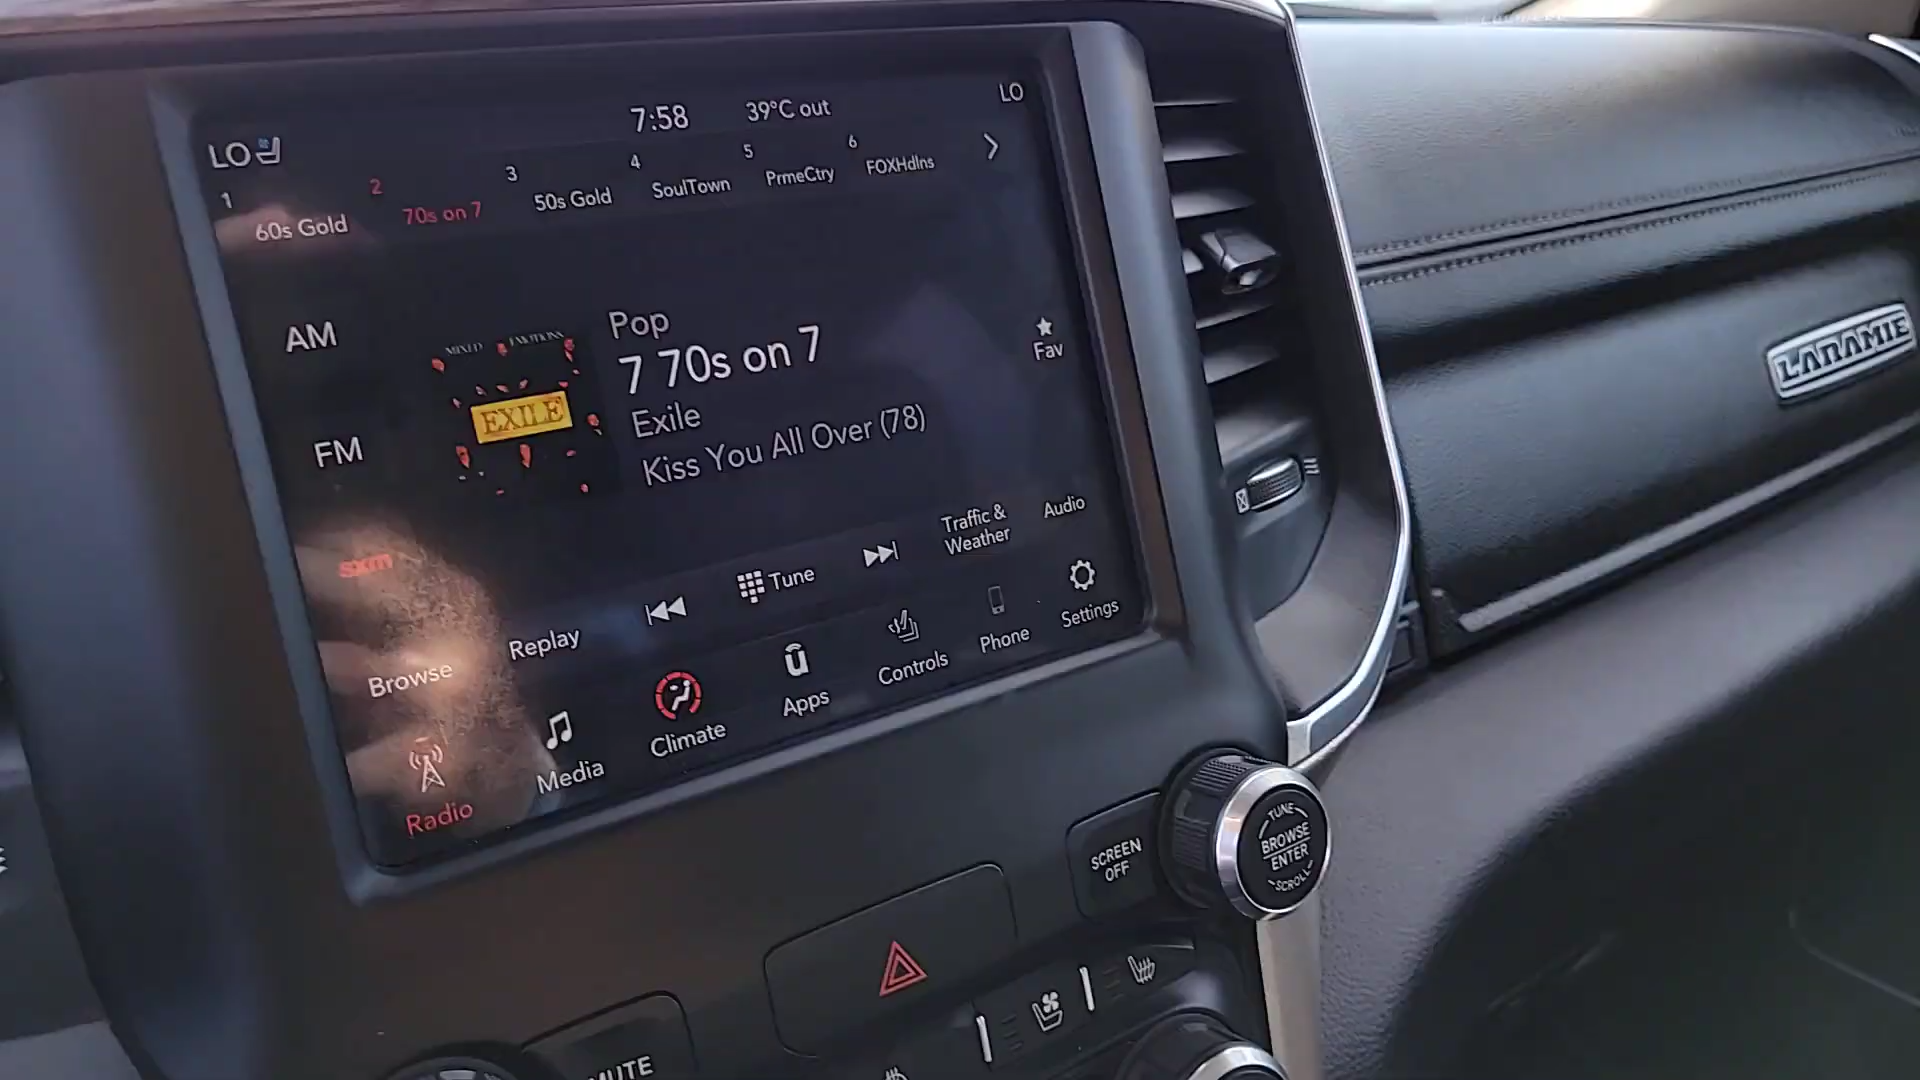 LO
7:58
39°C out
LO
1
60s Gold
2
70s on 7
3
50s Gold
4
SoulTown
5
PrmeCtry
6
FOXHdlns
AM
FM
sxm
Browse
MIXED EMOTIONS
EXILE
Pop
7 70s on 7
Exile
Kiss You All Over (78)
Fav
Replay
Tune
Traffic &
Weather
Audio
Radio
Media
Climate
Apps
Controls
Phone
Settings
SCREEN
OFF
TUNE
BROWSE
ENTER
SCROLL
MUTE
LARAMIE